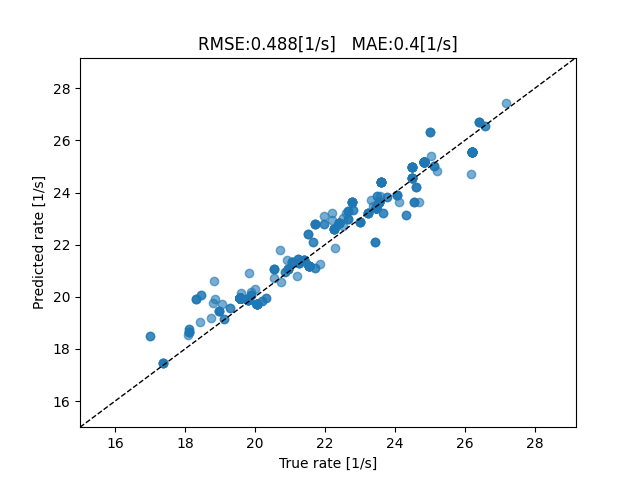 RMSE:0.488[1/s]   MAE:0.4[1/s]
28
26
24
22
20
18
16
Predicted rate [1/s]
16 18 20 22 24 26 28
True rate [1/s]